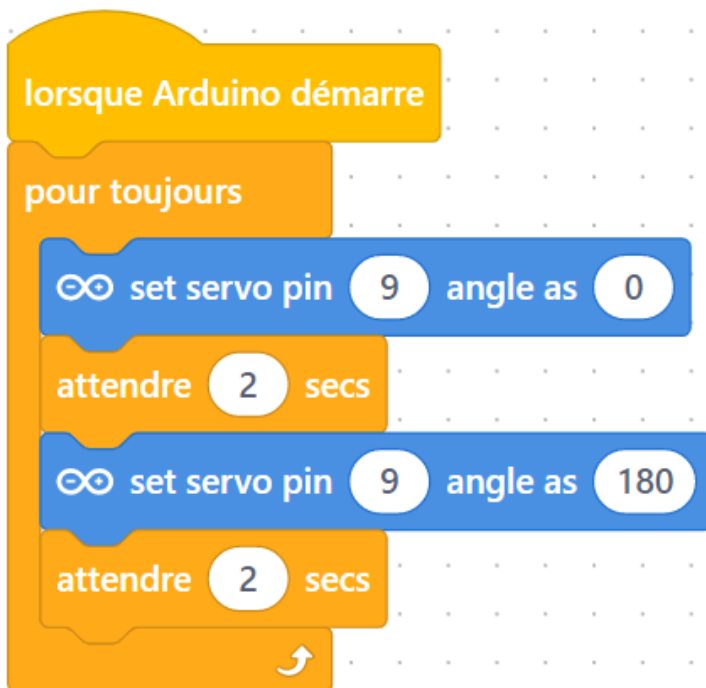 lorsque Arduino démarre
pour toujours
set servo pin 9 angle as 0
attendre 2 secs
set servo pin 9 angle as 180
attendre 2 secs